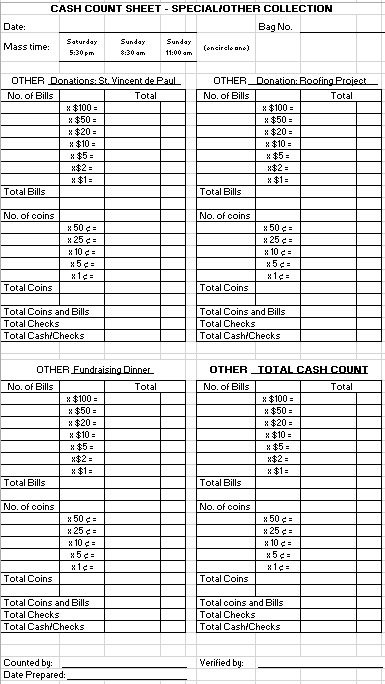 CASH COUNT SHEET - SPECIAL/OTHER COLLECTION
Date: Bag No.
Mass time: Saturday 5:30 pm Sunday 8:30 am Sunday 11:00 am (encircle one)
OTHER Donations: St. Vincent de Paul
No. of Bills Total
x $100 =
x $50 =
x $20 =
x $10 =
x $5 =
x$2 =
x $1 =
Total Bills
No. of coins
x 50 ¢ =
x 25 ¢ =
x 10 ¢ =
x 5 ¢ =
x 1 ¢ =
Total Coins
Total Coins and Bills
Total Checks
Total Cash/Checks
OTHER Donation: Roofing Project
No. of Bills Total
x $100 =
x $50 =
x $20 =
x $10 =
x $5 =
x$2 =
x $1 =
Total Bills
No. of coins
x 50 ¢ =
x 25 ¢ =
x 10 ¢ =
x 5 ¢ =
x 1 ¢ =
Total Coins
Total Coins and Bills
Total Checks
Total Cash/Checks
OTHER Fundraising Dinner
No. of Bills Total
x $100 =
x $50 =
x $20 =
x $10 =
x $5 =
x$2 =
x $1 =
Total Bills
No. of coins
x 50 ¢ =
x 25 ¢ =
x 10 ¢ =
x 5 ¢ =
x 1 ¢ =
Total Coins
Total Coins and Bills
Total Checks
Total Cash/Checks
OTHER TOTAL CASH COUNT
No. of Bills Total
x $100 =
x $50 =
x $20 =
x $10 =
x $5 =
x$2 =
x $1 =
Total Bills
No. of coins
x 50 ¢ =
x 25 ¢ =
x 10 ¢ =
x 5 ¢ =
x 1 ¢ =
Total Coins
Total coins and Bills
Total Checks
Total Cash/Checks
Counted by: Verified by:
Date Prepared: